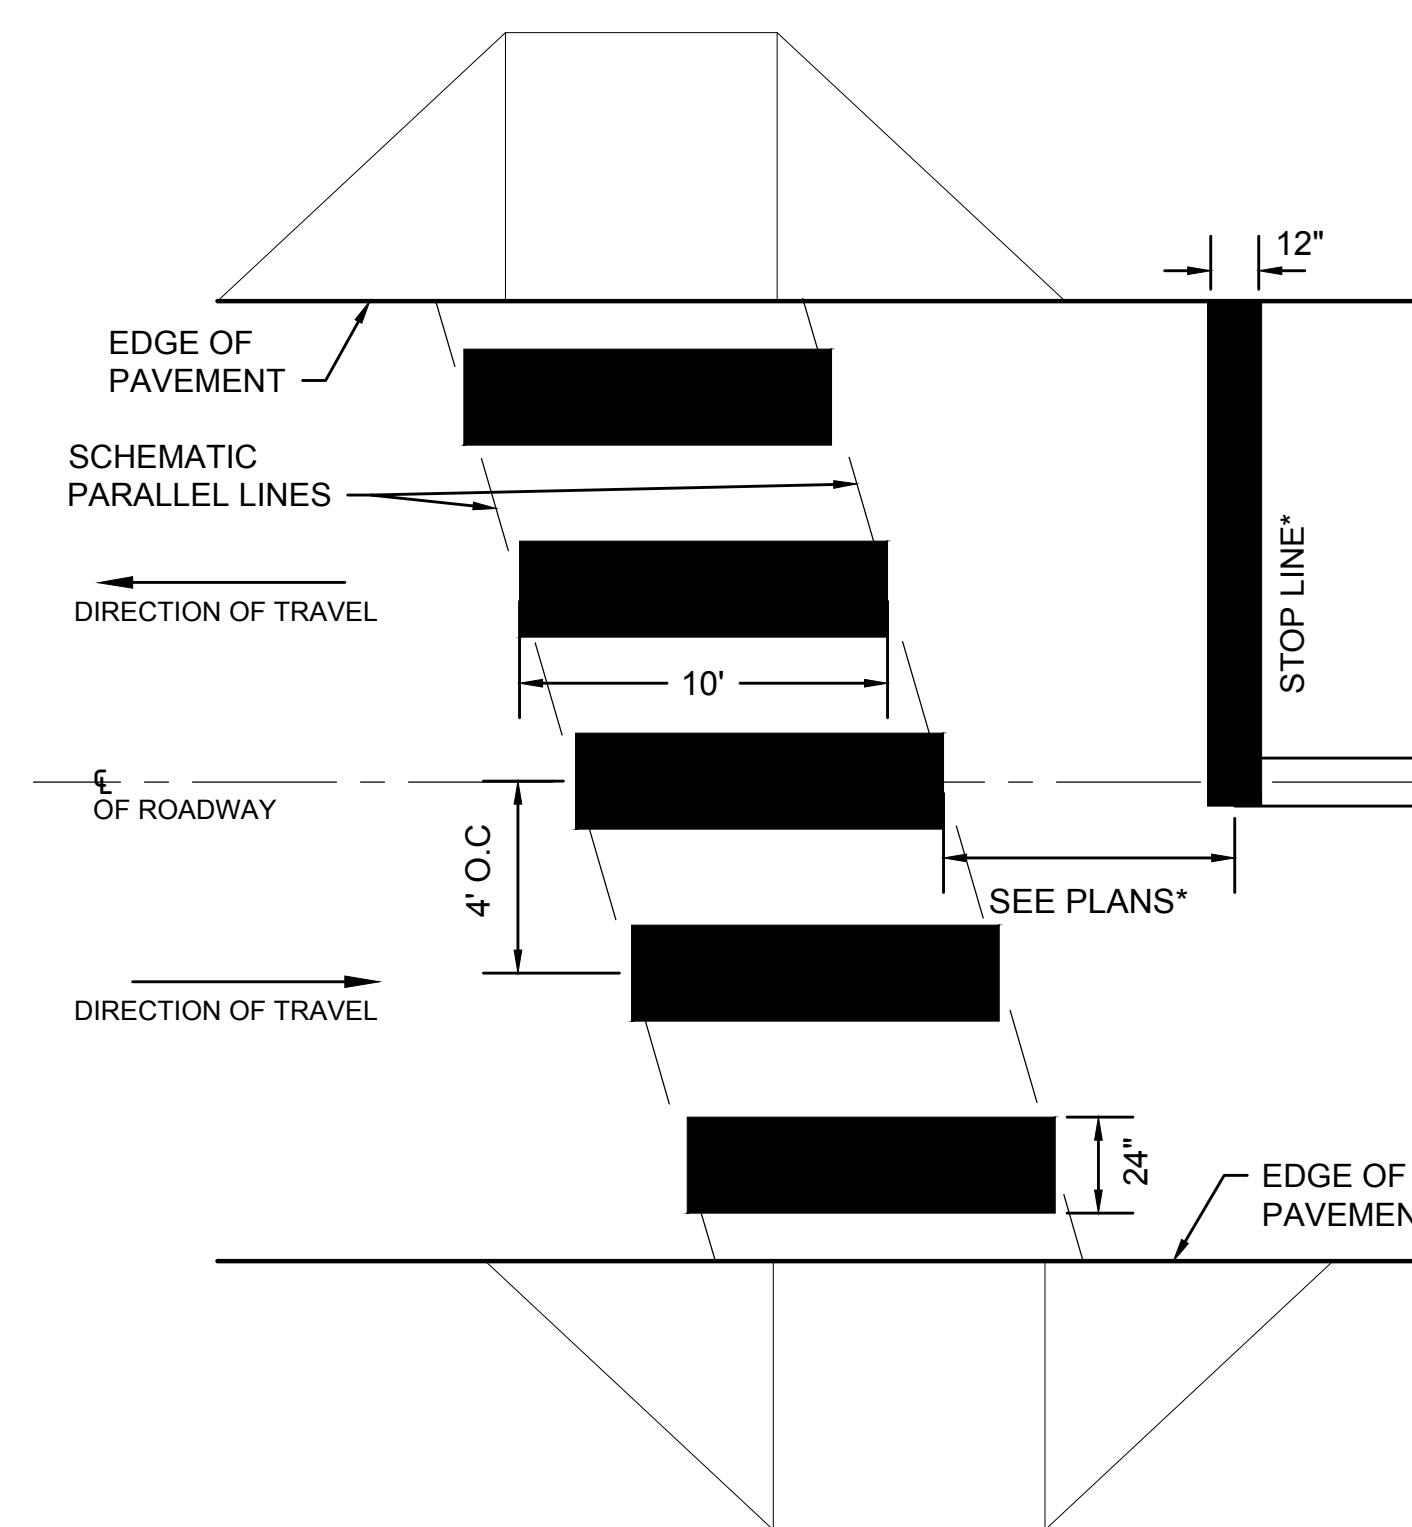 12"
EDGE OF
PAVEMENT
SCHEMATIC
PARALLEL LINES
STOP LINE*
DIRECTION OF TRAVEL
10'
℄
OF ROADWAY
4' O.C
SEE PLANS*
DIRECTION OF TRAVEL
24"
EDGE OF
PAVEMEN